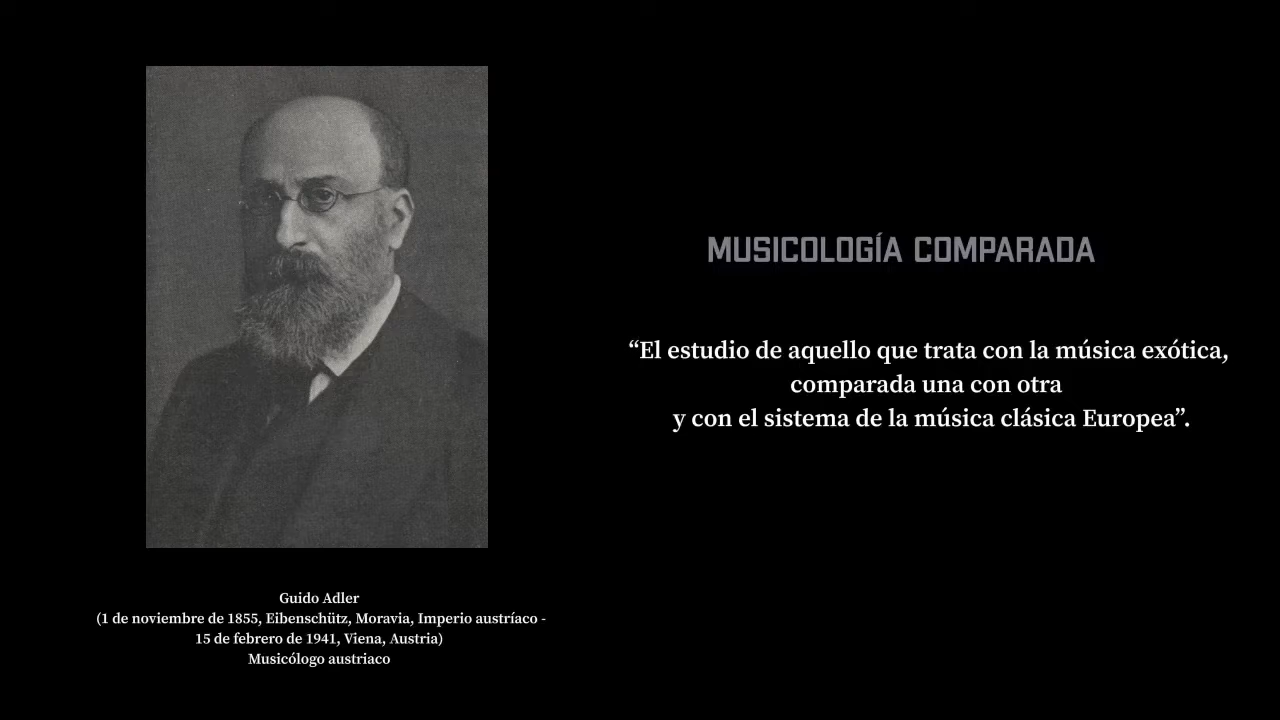 MUSICOLOGÍA COMPARADA
“El estudio de aquello que trata con la música exótica,
comparada una con otra
y con el sistema de la música clásica Europea”.
Guido Adler
(1 de noviembre de 1855, Eibenschütz, Moravia, Imperio austríaco -
15 de febrero de 1941, Viena, Austria)
Musicólogo austriaco